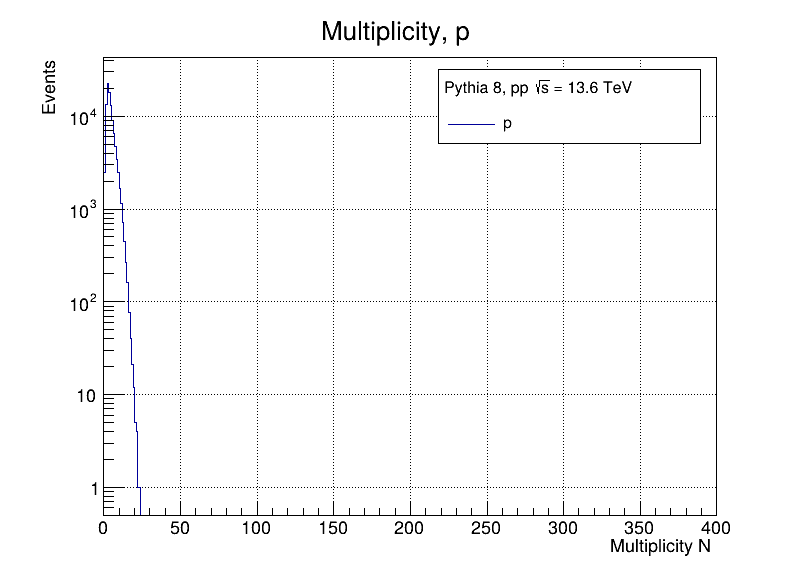 Multiplicity, p
Events
Pythia 8, pp √s = 13.6 TeV
p
10⁴
10³
10²
10
1
0 50 100 150 200 250 300 350 400
Multiplicity N